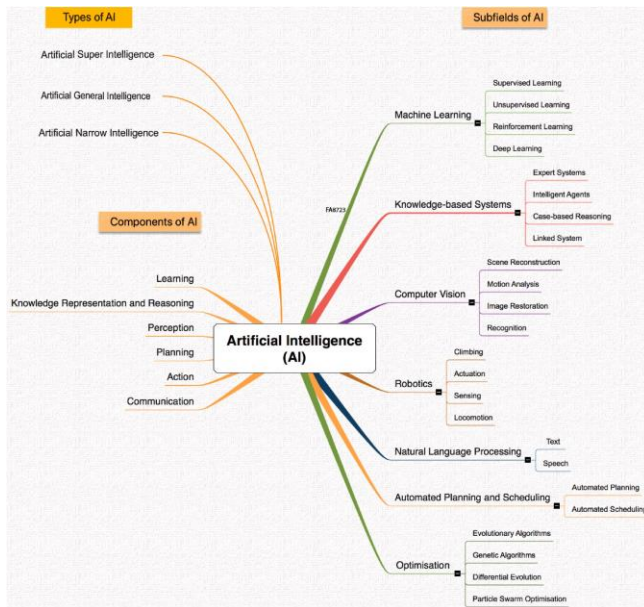 Types of AI
Artificial Super Intelligence
Artificial General Intelligence
Artificial Narrow Intelligence
Components of AI
Learning
Knowledge Representation and Reasoning
Perception
Planning
Action
Communication
Artificial Intelligence
(AI)
Subfields of AI
FA8723
Machine Learning
Supervised Learning
Unsupervised Learning
Reinforcement Learning
Deep Learning
Knowledge-based Systems
Expert Systems
Intelligent Agents
Case-based Reasoning
Linked System
Computer Vision
Scene Reconstruction
Motion Analysis
Image Restoration
Recognition
Robotics
Climbing
Actuation
Sensing
Locomotion
Natural Language Processing
Text
Speech
Automated Planning and Scheduling
Automated Planning
Automated Scheduling
Optimisation
Evolutionary Algorithms
Genetic Algorithms
Differential Evolution
Particle Swarm Optimisation